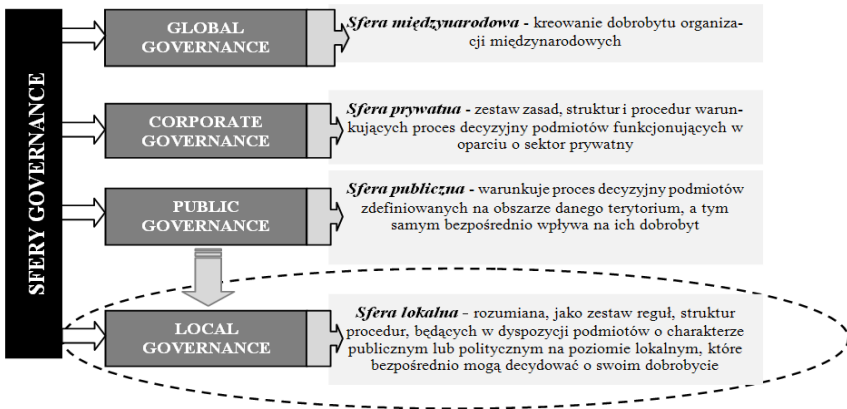 SFERY GOVERNANCE
GLOBAL
GOVERNANCE
Sfera międzynarodowa - kreowanie dobrobytu organiza-
cji międzynarodowych
CORPORATE
GOVERNANCE
Sfera prywatna - zestaw zasad, struktur i procedur warun-
kujących proces decyzyjny podmiotów funkcjonujących w
oparciu o sektor prywatny
PUBLIC
GOVERNANCE
Sfera publiczna - warunkuje proces decyzyjny podmiotów
zdefiniowanych na obszarze danego terytorium, a tym
samym bezpośrednio wpływa na ich dobrobyt
LOCAL
GOVERNANCE
Sfera lokalna - rozumiana, jako zestaw reguł, struktur
procedur, będących w dyspozycji podmiotów o charakterze
publicznym lub politycznym na poziomie lokalnym, które
bezpośrednio mogą decydować o swoim dobrobycie